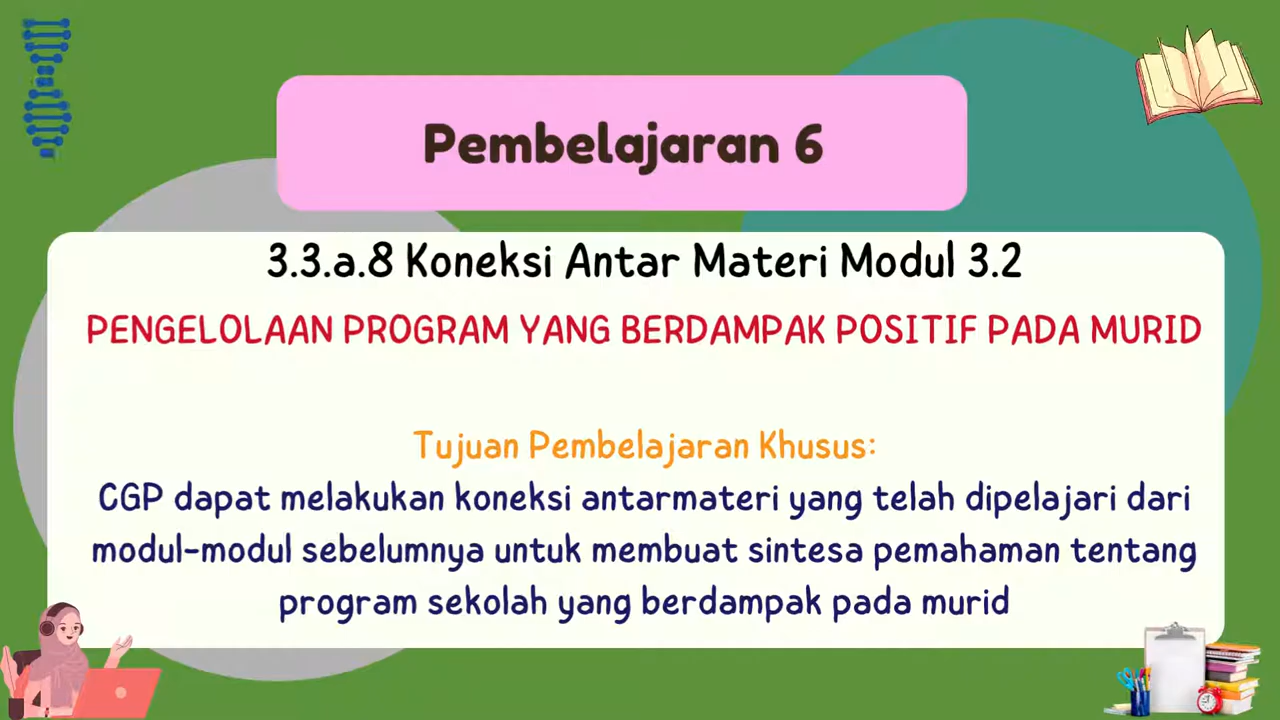 Pembelajaran 6
3.3.a.8 Koneksi Antar Materi Modul 3.2
PENGELOLAAN PROGRAM YANG BERDAMPAK POSITIF PADA MURID
Tujuan Pembelajaran Khusus:
CGP dapat melakukan koneksi antarmateri yang telah dipelajari dari
modul-modul sebelumnya untuk membuat sintesa pemahaman tentang
program sekolah yang berdampak pada murid